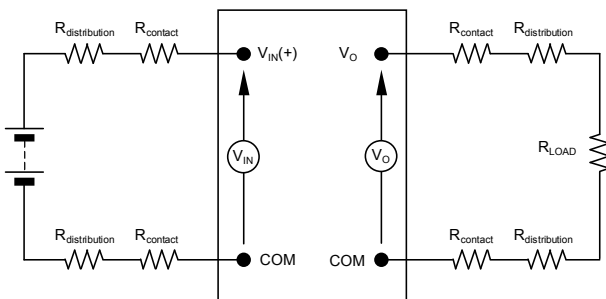 R_distribution R_contact V_IN(+) V_O R_contact R_distribution
V_IN V_O R_LOAD
R_distribution R_contact COM COM R_contact R_distribution